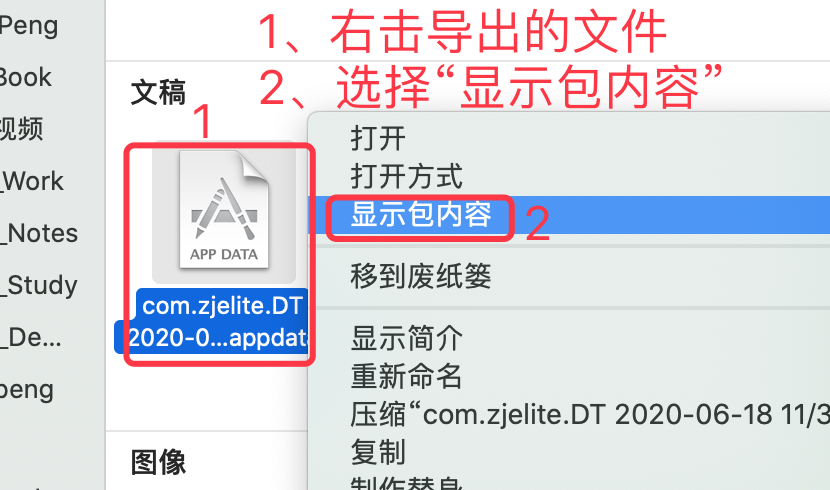 Peng
Book
视频
_Work
_Notes
_Study
_De...
peng
1、右击导出的文件
2、选择“显示包内容”
文稿
1
APP DATA
com.zjelite.DT
2020-0...appdat
图像
打开
打开方式
显示包内容
2
移到废纸篓
显示简介
重新命名
压缩“com.zjelite.DT 2020-06-18 11/3
复制
制作替身